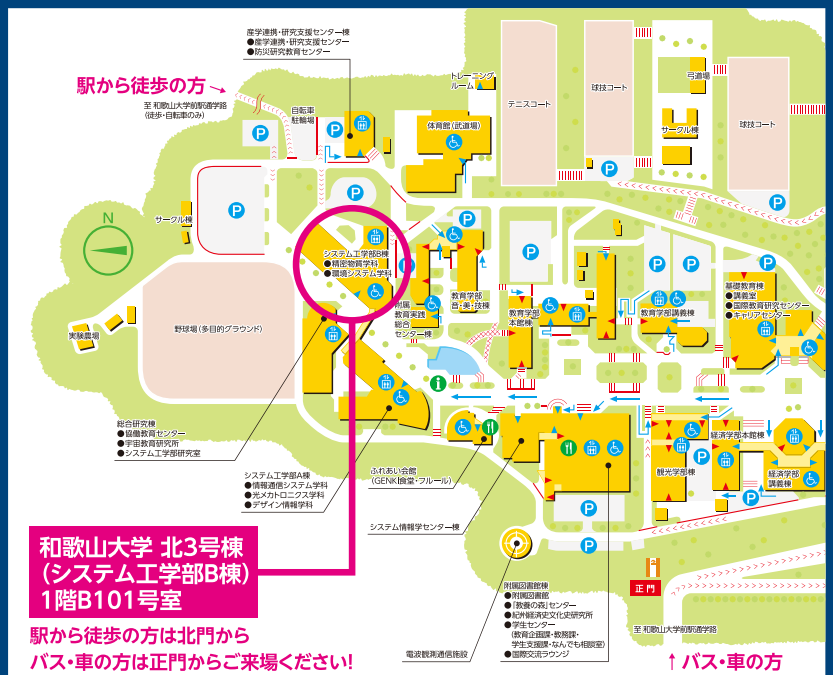 産学連携・研究支援センター棟
●産学連携・研究支援センター
●防災研究教育センター
駅から徒歩の方→
至 和歌山大学前駅通学路
(徒歩・自転車のみ)
自転車
駐輪場
P
P
トレーニング
ルーム
体育館(武道場)
テニスコート
球技コート
弓道場
サークル棟
球技コート
P
P
N
サークル棟
P
P
システム工学部B棟
●精密物質学科
●環境システム学科
P
P
附属
教育実践
総合
センター棟
教育学部
音・美・技棟
P
教育学部
本館棟
P
P
教育学部講義棟
P
基礎教育棟
●講義室
●国際教育研究センター
●キャリアセンター
実験農場
野球場(多目的グラウンド)
i
総合研究棟
●協働教育センター
●宇宙教育研究所
●システム工学部研究室
システム工学部A棟
●情報通信システム学科
●光メカトロニクス学科
●デザイン情報学科
ふれあい会館
(GENKI食堂・フルール)
システム情報学センター棟
経済学部本館棟
観光学部棟
P
経済学部
講義棟
P
P
P
和歌山大学 北3号棟
(システム工学部B棟)
1階B101号室
駅から徒歩の方は北門から
バス・車の方は正門からご来場ください!
電波観測通信施設
附属図書館棟
●附属図書館
●「教養の森」センター
●紀州経済史文化史研究所
●学生センター
(教育企画課・教務課・
学生支援課・なんでも相談室)
●国際交流ラウンジ
正門
至 和歌山大学前駅通学路
↑バス・車の方